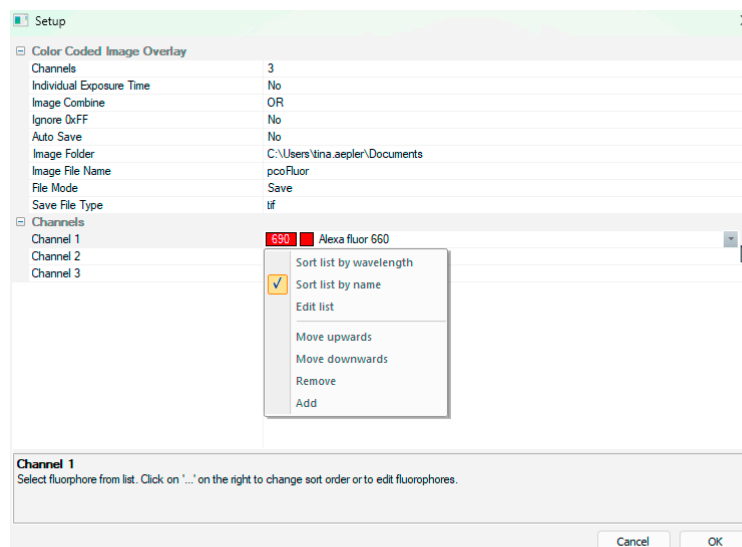 Setup
Color Coded Image Overlay
Channels 3
Individual Exposure Time No
Image Combine OR
Ignore 0xFF No
Auto Save No
Image Folder C:\Users\tina.aepler\Documents
Image File Name pcoFluor
File Mode Save
Save File Type tif
Channels
Channel 1 690 Alexa fluor 660
Channel 2
Channel 3
Sort list by wavelength
Sort list by name
Edit list
Move upwards
Move downwards
Remove
Add
Channel 1
Select fluorphore from list. Click on '...' on the right to change sort order or to edit fluorophores.
Cancel OK